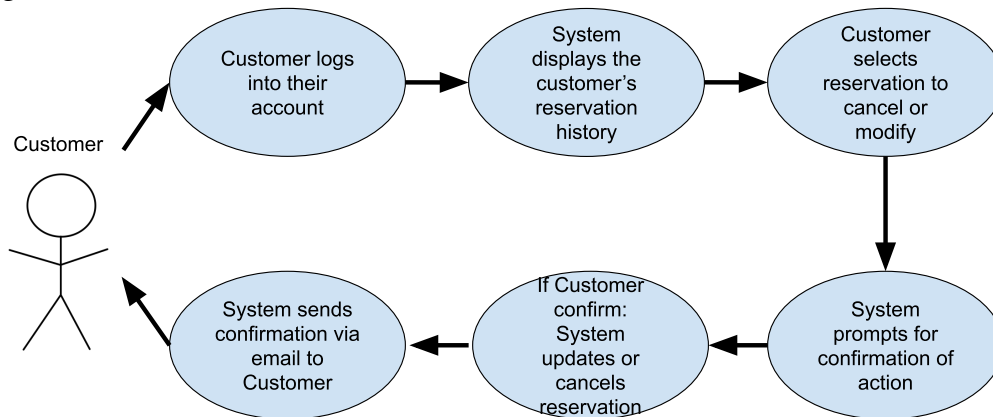 Customer
Customer logs
into their
account
System
displays the
customer's
reservation
history
Customer
selects
reservation to
cancel or
modify
System
prompts for
confirmation of
action
If Customer
confirm:
System
updates or
cancels
reservation
System sends
confirmation via
email to
Customer